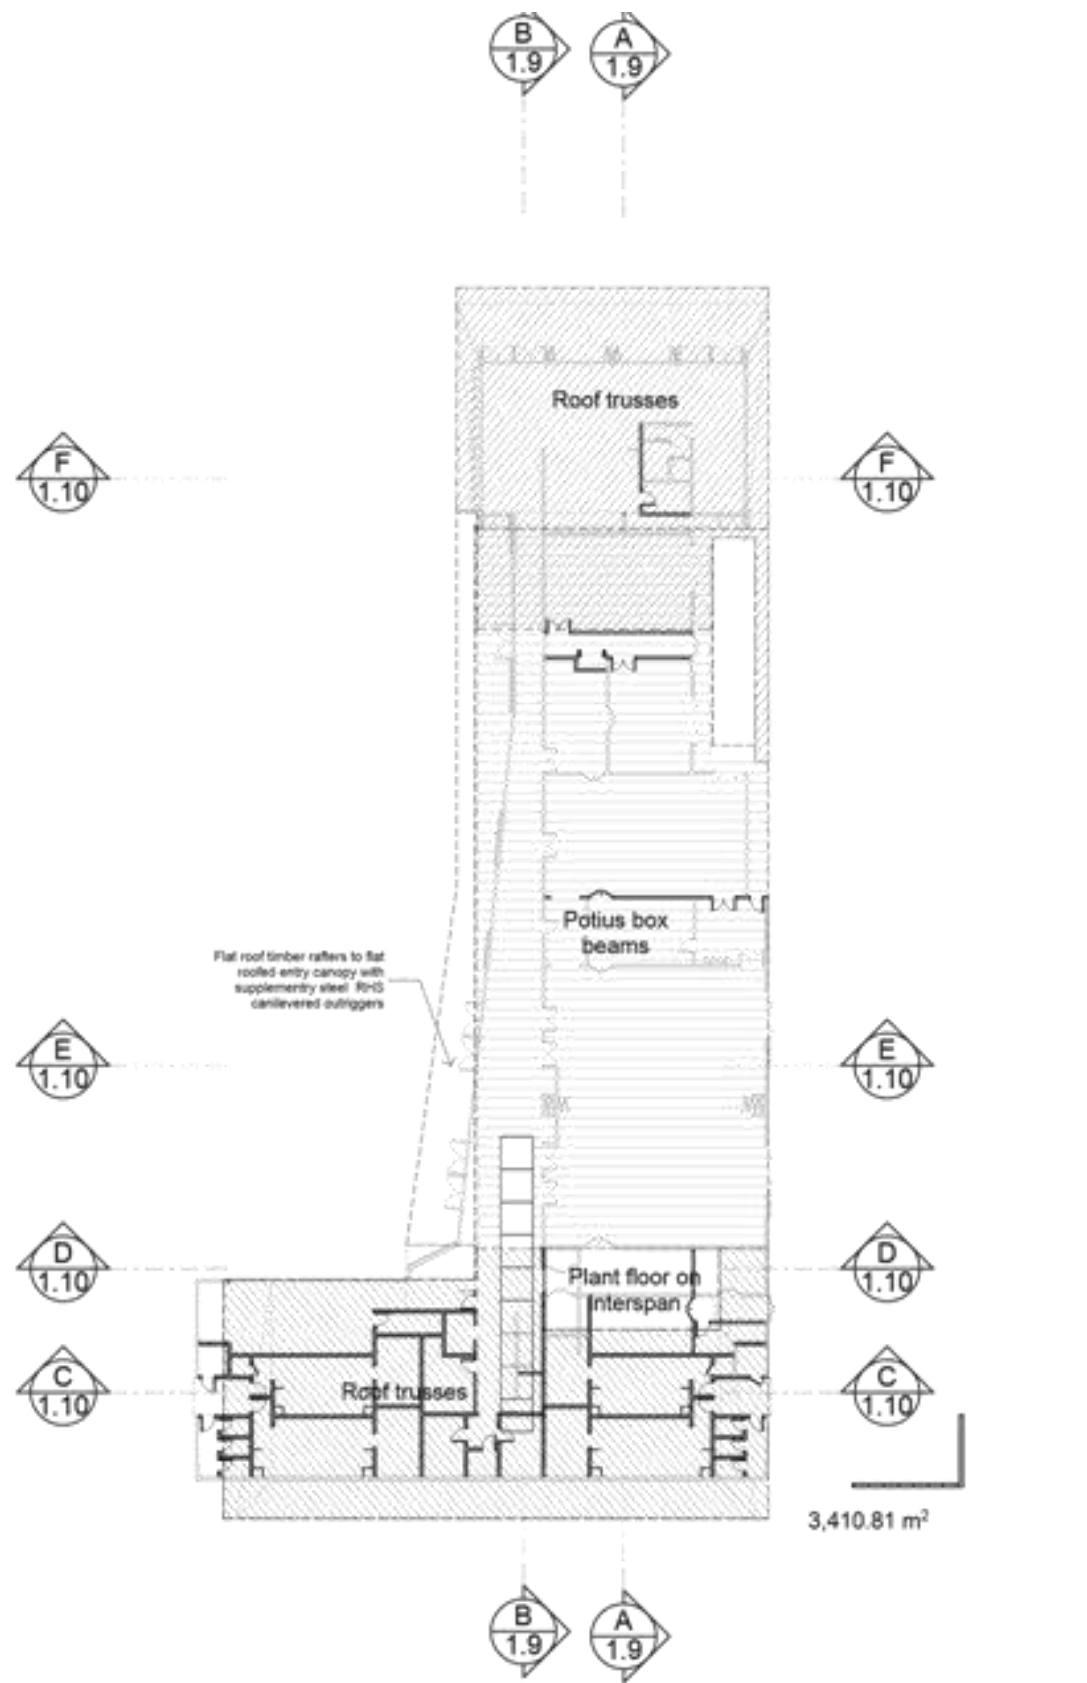 B
1.9
A
1.9
Roof trusses
F
1.10
F
1.10
Potius box
beams
Flat roof timber rafters to flat
roofed entry canopy with
supplementry steel RHS
canilevered outriggers
E
1.10
E
1.10
D
1.10
D
1.10
Plant floor on
Interspan
C
1.10
C
1.10
Roof trusses
3,410.81 m²
B
1.9
A
1.9